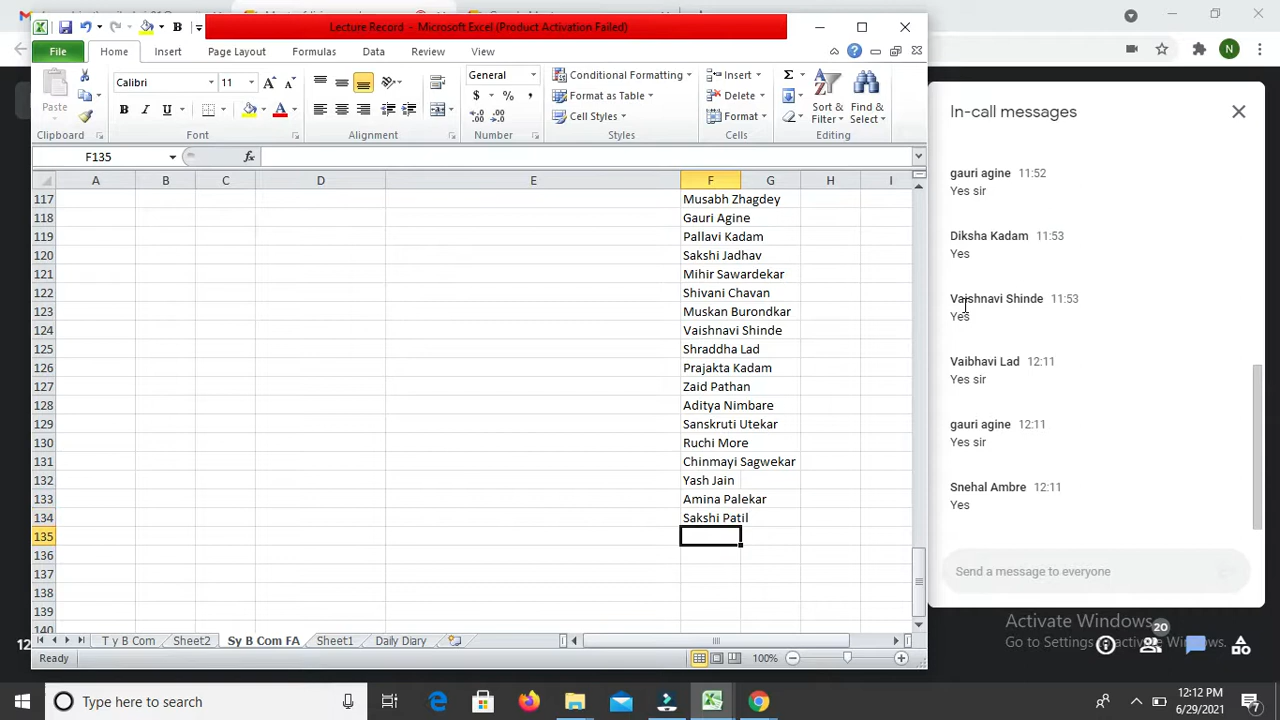 Lecture Record - Microsoft Excel (Product Activation Failed)
File Home Insert Page Layout Formulas Data Review View
Paste
Calibri 11
B I U
General
$ % ,
Conditional Formatting
Format as Table
Cell Styles
Insert
Delete
Format
Sort & Filter
Find & Select
Clipboard Font Alignment Number Styles Cells Editing
F135 fx
A B C D E F G H I
117 Musabh Zhagdey
118 Gauri Agine
119 Pallavi Kadam
120 Sakshi Jadhav
121 Mihir Sawardekar
122 Shivani Chavan
123 Muskan Burondkar
124 Vaishnavi Shinde
125 Shraddha Lad
126 Prajakta Kadam
127 Zaid Pathan
128 Aditya Nimbare
129 Sanskruti Utekar
130 Ruchi More
131 Chinmayi Sagwekar
132 Yash Jain
133 Amina Palekar
134 Sakshi Patil
135
136
137
138
139
140
T y B Com Sheet2 Sy B Com FA Sheet1 Daily Diary
Ready 100%
N
In-call messages
gauri agine 11:52
Yes sir
Diksha Kadam 11:53
Yes
Vaishnavi Shinde 11:53
Yes
Vaibhavi Lad 12:11
Yes sir
gauri agine 12:11
Yes sir
Snehal Ambre 12:11
Yes
Send a message to everyone
Activate Windows
Go to Settings to activate Windows.
20
12
Type here to search
12:12 PM
6/29/2021
7